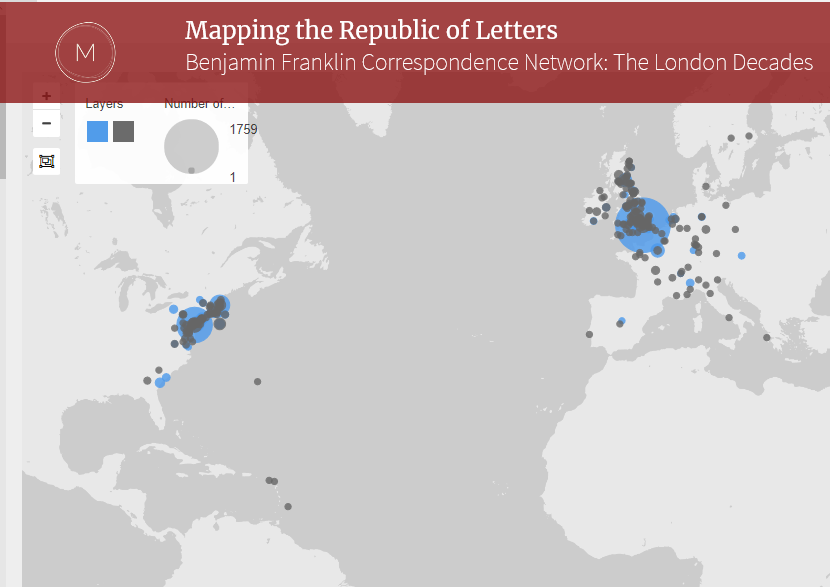 M
Mapping the Republic of Letters
Benjamin Franklin Correspondence Network: The London Decades
+
−
Layers
Number of...
1759
1